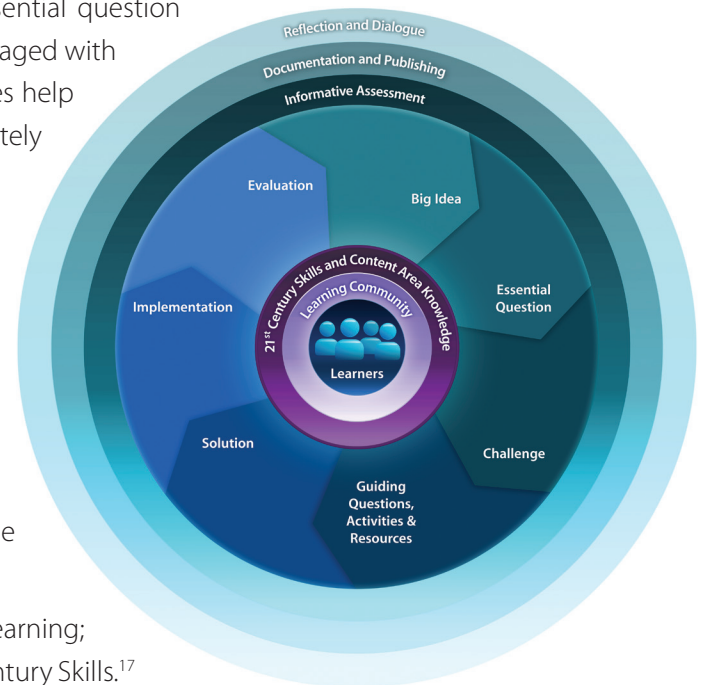 sential question
aged with
es help
tely
e
earning;
ntury Skills.17
Reflection and Dialogue
Documentation and Publishing
Informative Assessment
Big Idea
Essential
Question
Challenge
Guiding
Questions,
Activities &
Resources
Solution
Implementation
Evaluation
21st Century Skills and Content Area Knowledge
Learning Community
Learners